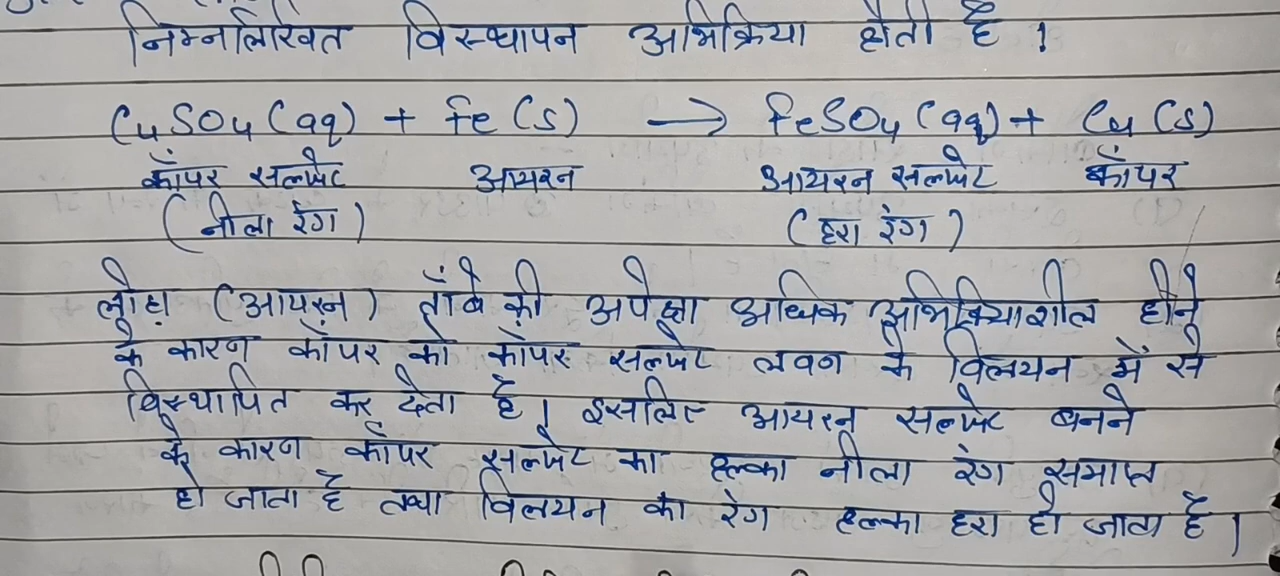 निम्नलिखित विस्थापन अभिक्रिया होती है ।
CuSO4 (aq) + Fe (s) → FeSO4 (aq) + Cu (s)
कॉपर सल्फेट आयरन आयरन सल्फेट कॉपर
(नीला रंग) (हरा रंग)
लोहा (आयरन) ताँबे की अपेक्षा अधिक अभिक्रियाशील होने
के कारण कॉपर को कॉपर सल्फेट लवण के विलयन में से
विस्थापित कर देता है। इसलिए आयरन सल्फेट बनने
के कारण कॉपर सल्फेट का हल्का नीला रंग समाप्त
हो जाता है तथा विलयन का रंग हल्का हरा हो जाता है।